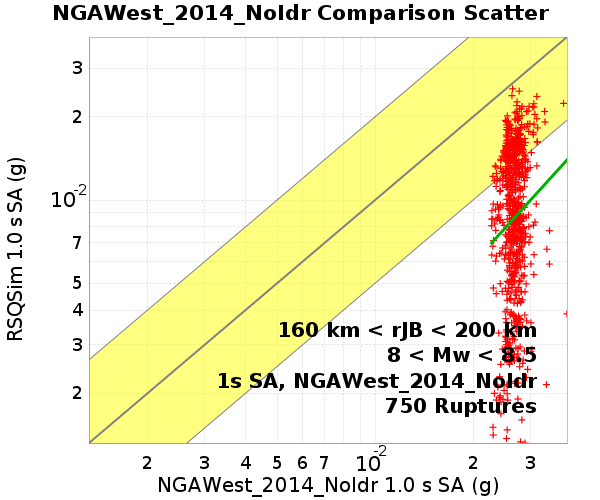 NGAWest_2014_NoIdr Comparison Scatter
3
2
10-2
7
5
4
3
2
RSQSim 1.0 s SA (g)
160 km < rJB < 200 km
8 < Mw < 8.5
1s SA, NGAWest_2014_NoIdr
750 Ruptures
2 3 4 5 6 7 10-2 2 3
NGAWest_2014_NoIdr 1.0 s SA (g)